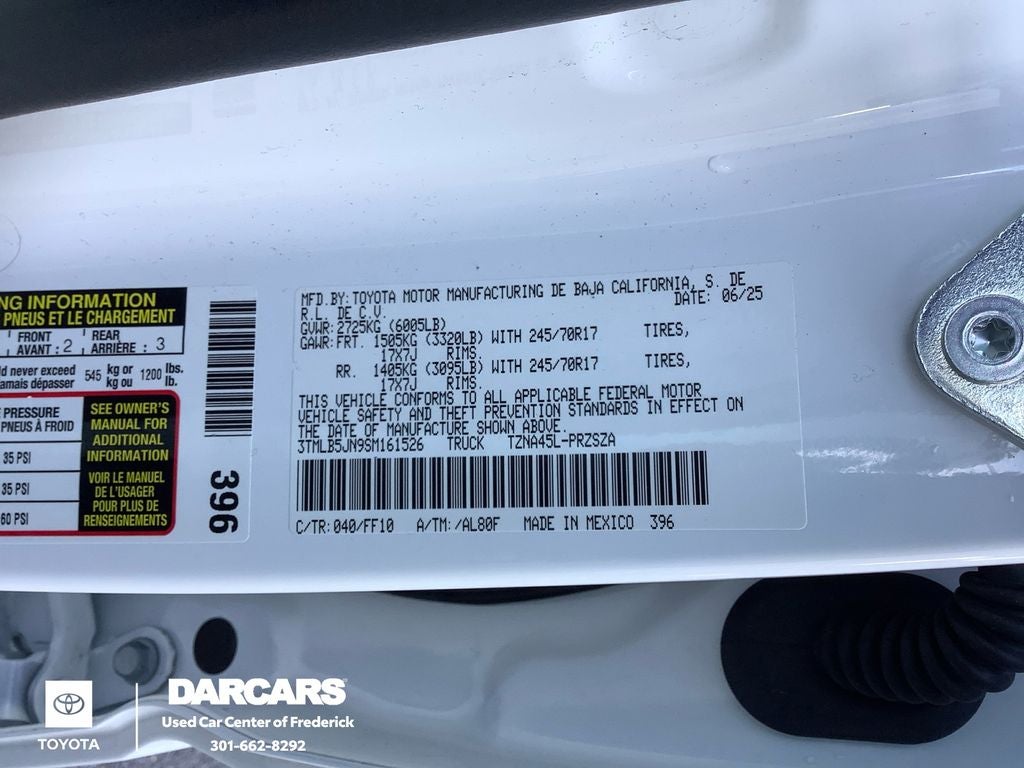 NG INFORMATION
PNEUS ET LE CHARGEMENT
FRONT
AVANT : 2
REAR
ARRIÈRE : 3
ld never exceed
jamais dépasser
545
kg or
kg ou
1200
lbs.
lb.
PRESSURE
PNEUS À FROID
35 PSI
35 PSI
60 PSI
SEE OWNER'S
MANUAL FOR
ADDITIONAL
INFORMATION
VOIR LE MANUEL
DE L'USAGER
POUR PLUS DE
RENSEIGNEMENTS
396
MFD.BY:TOYOTA MOTOR MANUFACTURING DE BAJA CALIFORNIA, S. DE
R.L. DE C.V. DATE: 06/25
GVWR:2725KG (6005LB)
GAWR:FRT. 1505KG (3320LB) WITH 245/70R17 TIRES,
17X7J RIMS.
RR. 1405KG (3095LB) WITH 245/70R17 TIRES,
17X7J RIMS.
THIS VEHICLE CONFORMS TO ALL APPLICABLE FEDERAL MOTOR
VEHICLE SAFETY AND THEFT PREVENTION STANDARDS IN EFFECT ON
THE DATE OF MANUFACTURE SHOWN ABOVE.
3TMLB5JN9SM161526 TRUCK TZNA45L-PRZSZA
C/TR:040/FF10 A/TM:/AL80F MADE IN MEXICO 396
TOYOTA
DARCARS
Used Car Center of Frederick
301-662-8292